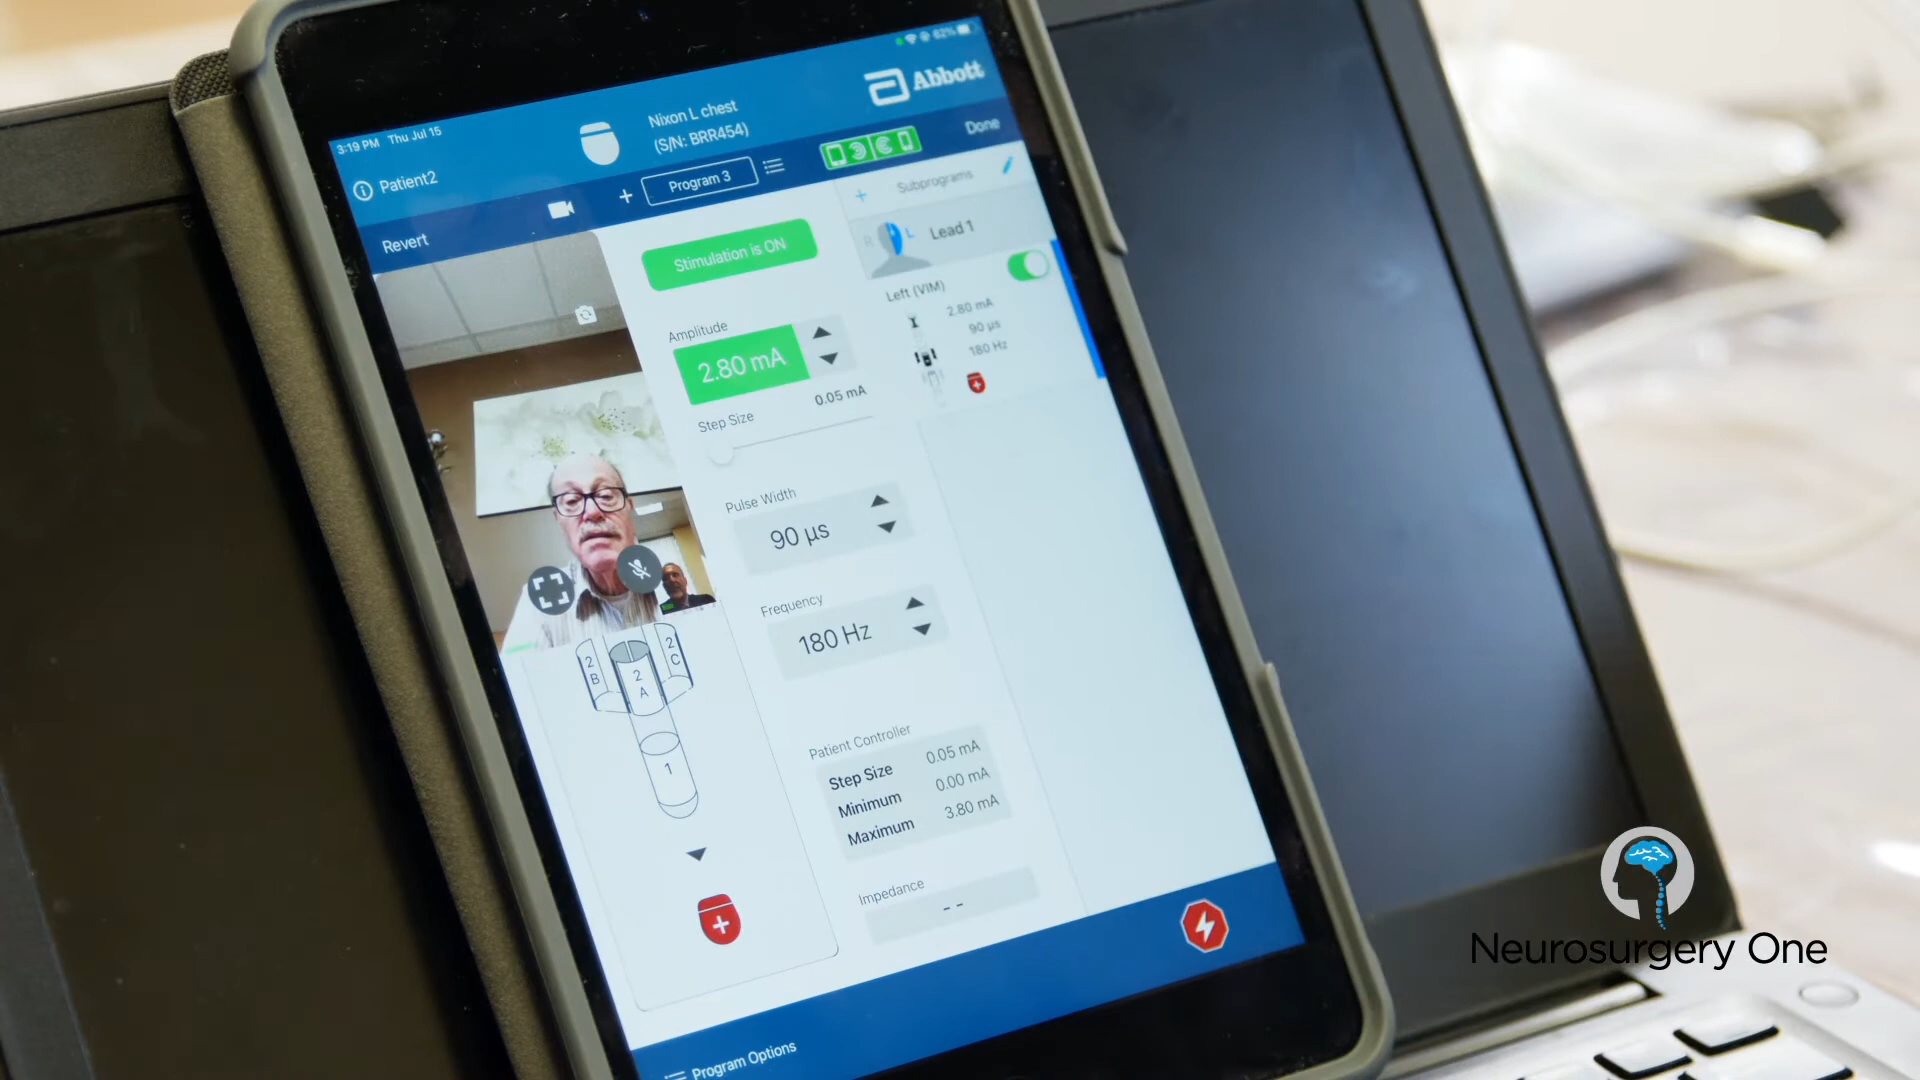 3:19 PM Thu Jul 15
62%
Abbott
Nixon L chest
(S/N: BRR454)
Patient2
Program 3
Done
Revert
Stimulation is ON
Subprograms
R L Lead 1
Left (VIM)
2.80 mA
90 µs
180 Hz
Amplitude
2.80 mA
Step Size 0.05 mA
Pulse Width
90 µs
Frequency
180 Hz
2 B
2 A
2 C
1
Patient Controller
Step Size 0.05 mA
Minimum 0.00 mA
Maximum 3.80 mA
Impedance
- -
Program Options
Neurosurgery One